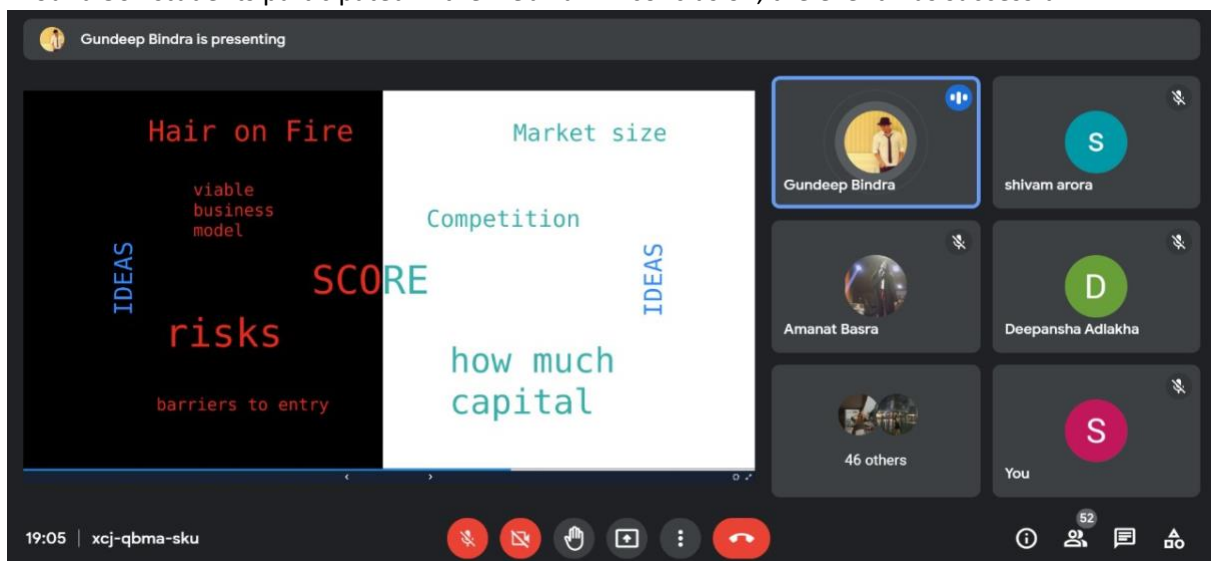 Gundeep Bindra is presenting
Hair on Fire
Market size
viable
business
model
Competition
IDEAS
SCORE
IDEAS
risks
how much
capital
barriers to entry
Gundeep Bindra
S
shivam arora
Amanat Basra
D
Deepansha Adlakha
46 others
S
You
19:05 | xcj-qbma-sku
52